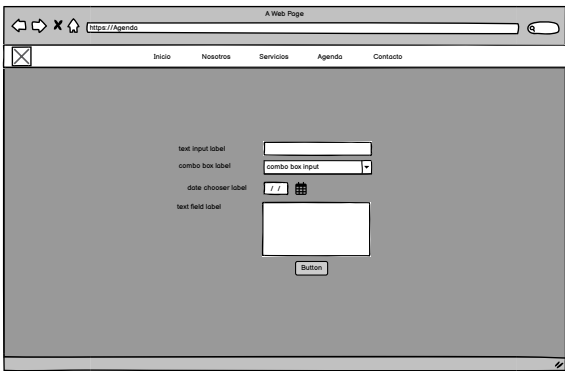 A Web Page
https://Agenda
Inicio Nosotros Servicios Agenda Contacto
text input label
combo box label combo box input
date chooser label / /
text field label
Button